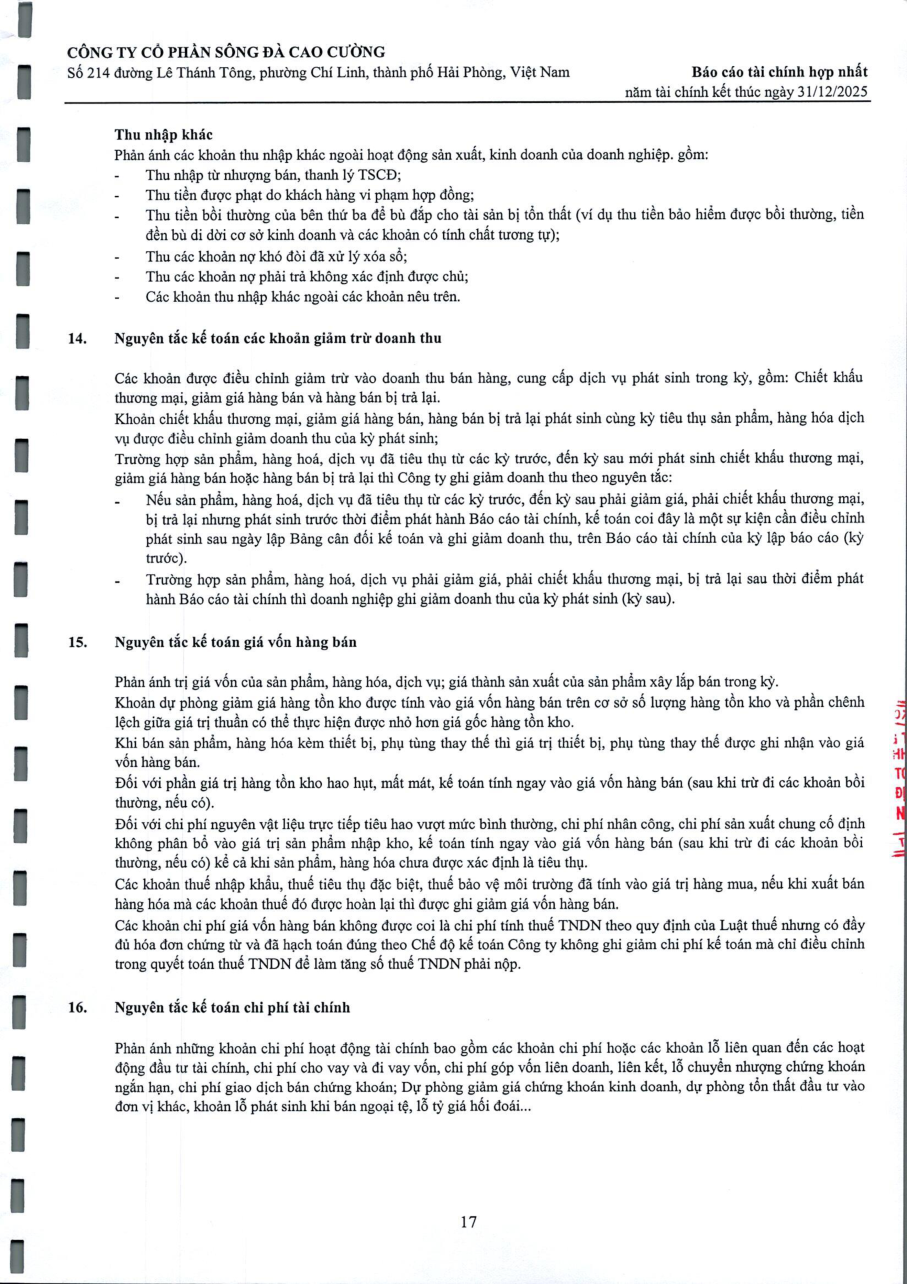 CÔNG TY CỔ PHẦN SÔNG ĐÀ CAO CƯỜNG
Số 214 đường Lê Thánh Tông, phường Chí Linh, thành phố Hải Phòng, Việt Nam
Báo cáo tài chính hợp nhất
năm tài chính kết thúc ngày 31/12/2025
Thu nhập khác
Phản ánh các khoản thu nhập khác ngoài hoạt động sản xuất, kinh doanh của doanh nghiệp. gồm:
- Thu nhập từ nhượng bán, thanh lý TSCĐ;
- Thu tiền được phạt do khách hàng vi phạm hợp đồng;
- Thu tiền bồi thường của bên thứ ba để bù đắp cho tài sản bị tổn thất (ví dụ thu tiền bảo hiểm được bồi thường, tiền
đền bù di dời cơ sở kinh doanh và các khoản có tính chất tương tự);
- Thu các khoản nợ khó đòi đã xử lý xóa sổ;
- Thu các khoản nợ phải trả không xác định được chủ;
- Các khoản thu nhập khác ngoài các khoản nêu trên.
14. Nguyên tắc kế toán các khoản giảm trừ doanh thu
Các khoản được điều chỉnh giảm trừ vào doanh thu bán hàng, cung cấp dịch vụ phát sinh trong kỳ, gồm: Chiết khấu
thương mại, giảm giá hàng bán và hàng bán bị trả lại.
Khoản chiết khấu thương mại, giảm giá hàng bán, hàng bán bị trả lại phát sinh cùng kỳ tiêu thụ sản phẩm, hàng hóa dịch
vụ được điều chỉnh giảm doanh thu của kỳ phát sinh;
Trường hợp sản phẩm, hàng hoá, dịch vụ đã tiêu thụ từ các kỳ trước, đến kỳ sau mới phát sinh chiết khấu thương mại,
giảm giá hàng bán hoặc hàng bán bị trả lại thì Công ty ghi giảm doanh thu theo nguyên tắc:
- Nếu sản phẩm, hàng hoá, dịch vụ đã tiêu thụ từ các kỳ trước, đến kỳ sau phải giảm giá, phải chiết khấu thương mại,
bị trả lại nhưng phát sinh trước thời điểm phát hành Báo cáo tài chính, kế toán coi đây là một sự kiện cần điều chỉnh
phát sinh sau ngày lập Bảng cân đối kế toán và ghi giảm doanh thu, trên Báo cáo tài chính của kỳ lập báo cáo (kỳ
trước).
- Trường hợp sản phẩm, hàng hoá, dịch vụ phải giảm giá, phải chiết khấu thương mại, bị trả lại sau thời điểm phát
hành Báo cáo tài chính thì doanh nghiệp ghi giảm doanh thu của kỳ phát sinh (kỳ sau).
15. Nguyên tắc kế toán giá vốn hàng bán
Phản ánh trị giá vốn của sản phẩm, hàng hóa, dịch vụ; giá thành sản xuất của sản phẩm xây lắp bán trong kỳ.
Khoản dự phòng giảm giá hàng tồn kho được tính vào giá vốn hàng bán trên cơ sở số lượng hàng tồn kho và phần chênh
lệch giữa giá trị thuần có thể thực hiện được nhỏ hơn giá gốc hàng tồn kho.
Khi bán sản phẩm, hàng hóa kèm thiết bị, phụ tùng thay thế thì giá trị thiết bị, phụ tùng thay thế được ghi nhận vào giá
vốn hàng bán.
Đối với phần giá trị hàng tồn kho hao hụt, mất mát, kế toán tính ngay vào giá vốn hàng bán (sau khi trừ đi các khoản bồi
thường, nếu có).
Đối với chi phí nguyên vật liệu trực tiếp tiêu hao vượt mức bình thường, chi phí nhân công, chi phí sản xuất chung cố định
không phân bổ vào giá trị sản phẩm nhập kho, kế toán tính ngay vào giá vốn hàng bán (sau khi trừ đi các khoản bồi
thường, nếu có) kể cả khi sản phẩm, hàng hóa chưa được xác định là tiêu thụ.
Các khoản thuế nhập khẩu, thuế tiêu thụ đặc biệt, thuế bảo vệ môi trường đã tính vào giá trị hàng mua, nếu khi xuất bán
hàng hóa mà các khoản thuế đó được hoàn lại thì được ghi giảm giá vốn hàng bán.
Các khoản chi phí giá vốn hàng bán không được coi là chi phí tính thuế TNDN theo quy định của Luật thuế nhưng có đầy
đủ hóa đơn chứng từ và đã hạch toán đúng theo Chế độ kế toán Công ty không ghi giảm chi phí kế toán mà chỉ điều chỉnh
trong quyết toán thuế TNDN để làm tăng số thuế TNDN phải nộp.
16. Nguyên tắc kế toán chi phí tài chính
Phản ánh những khoản chi phí hoạt động tài chính bao gồm các khoản chi phí hoặc các khoản lỗ liên quan đến các hoạt
động đầu tư tài chính, chi phí cho vay và đi vay vốn, chi phí góp vốn liên doanh, liên kết, lỗ chuyển nhượng chứng khoán
ngắn hạn, chi phí giao dịch bán chứng khoán; Dự phòng giảm giá chứng khoán kinh doanh, dự phòng tổn thất đầu tư vào
đơn vị khác, khoản lỗ phát sinh khi bán ngoại tệ, lỗ tỷ giá hối đoái...
17